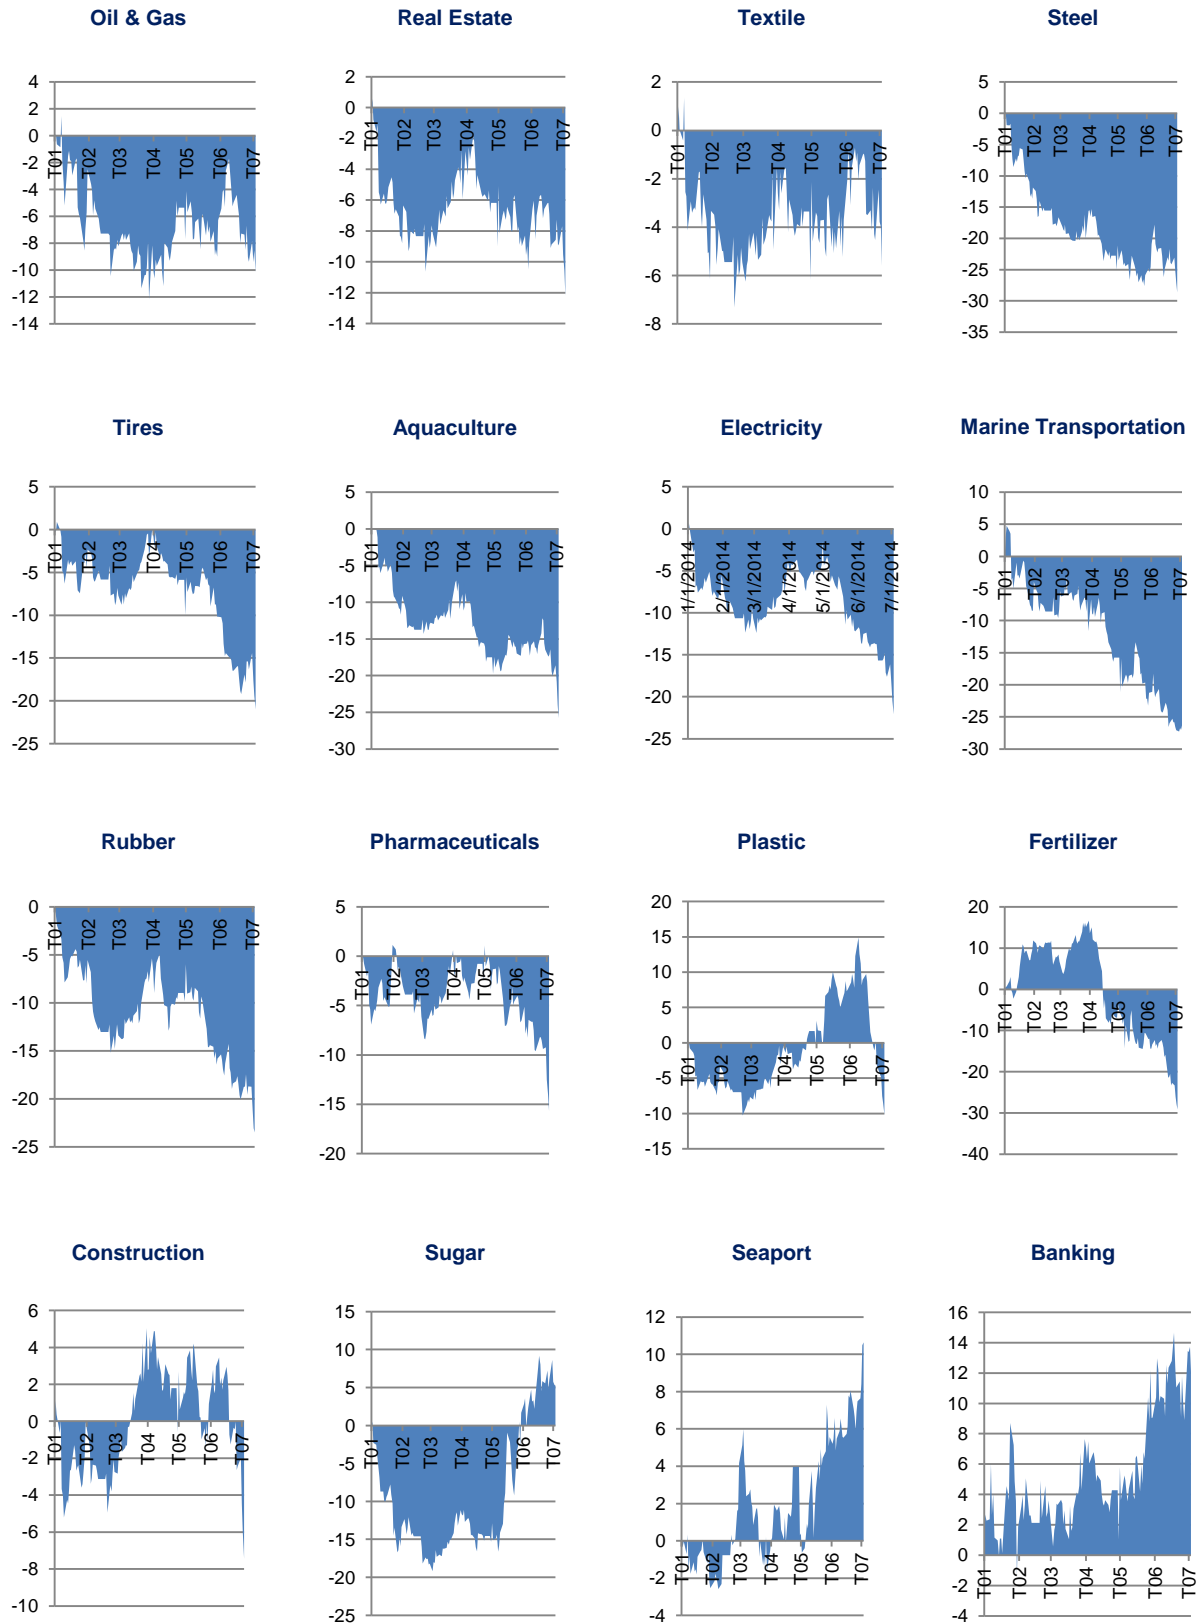 Oil & Gas
4
2
0
-2
-4
-6
-8
-10
-12
-14
T01
T02
T03
T04
T05
T06
T07
Real Estate
2
0
-2
-4
-6
-8
-10
-12
-14
T01
T02
T03
T04
T05
T06
T07
Textile
2
0
-2
-4
-6
-8
T01
T02
T03
T04
T05
T06
T07
Steel
5
0
-5
-10
-15
-20
-25
-30
-35
T01
T02
T03
T04
T05
T06
T07
Tires
5
0
-5
-10
-15
-20
-25
T01
T02
T03
T04
T05
T06
T07
Aquaculture
5
0
-5
-10
-15
-20
-25
-30
T01
T02
T03
T04
T05
T06
T07
Electricity
5
0
-5
-10
-15
-20
-25
1/1/2014
2/1/2014
3/1/2014
4/1/2014
5/1/2014
6/1/2014
7/1/2014
Marine Transportation
10
5
0
-5
-10
-15
-20
-25
-30
T01
T02
T03
T04
T05
T06
T07
Rubber
0
-5
-10
-15
-20
-25
T01
T02
T03
T04
T05
T06
T07
Pharmaceuticals
5
0
-5
-10
-15
-20
T01
T02
T03
T04
T05
T06
T07
Plastic
20
15
10
5
0
-5
-10
-15
T01
T02
T03
T04
T05
T06
T07
Fertilizer
20
10
0
-10
-20
-30
-40
T01
T02
T03
T04
T05
T06
T07
Construction
6
4
2
0
-2
-4
-6
-8
-10
T01
T02
T03
T04
T05
T06
T07
Sugar
15
10
5
0
-5
-10
-15
-20
-25
T01
T02
T03
T04
T05
T06
T07
Seaport
12
10
8
6
4
2
0
-2
-4
T01
T02
T03
T04
T05
T06
T07
Banking
16
14
12
10
8
6
4
2
0
-2
-4
T01
T02
T03
T04
T05
T06
T07